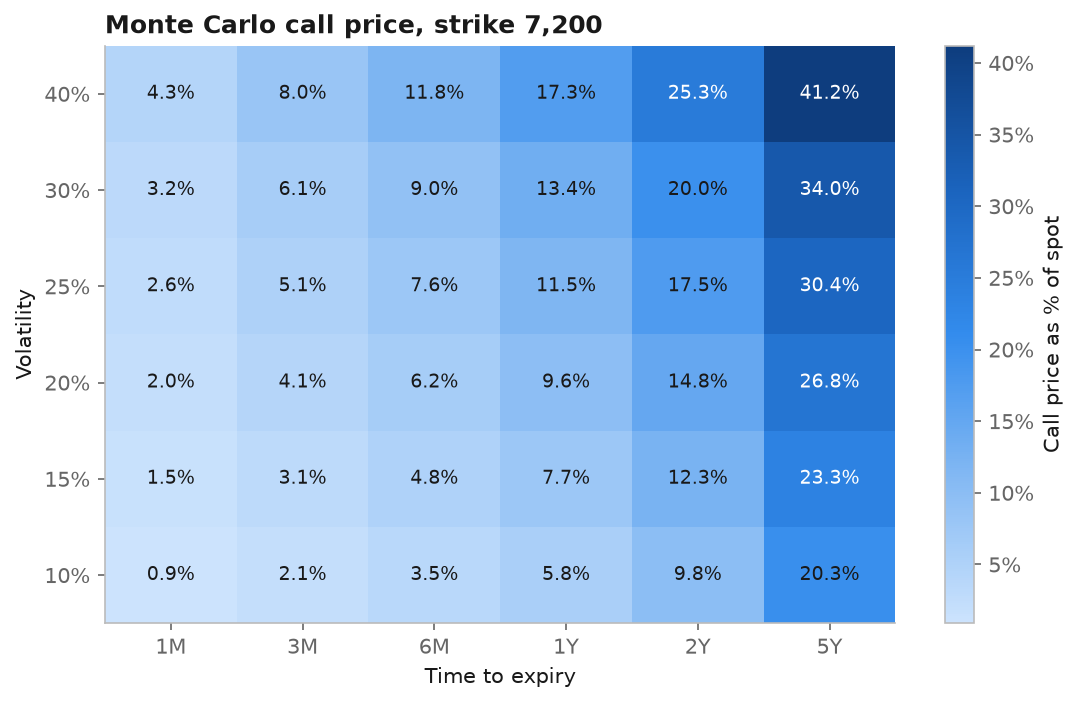 Monte Carlo call price, strike 7,200
40% 4.3% 8.0% 11.8% 17.3% 25.3% 41.2%
30% 3.2% 6.1% 9.0% 13.4% 20.0% 34.0%
25% 2.6% 5.1% 7.6% 11.5% 17.5% 30.4%
20% 2.0% 4.1% 6.2% 9.6% 14.8% 26.8%
15% 1.5% 3.1% 4.8% 7.7% 12.3% 23.3%
10% 0.9% 2.1% 3.5% 5.8% 9.8% 20.3%
1M 3M 6M 1Y 2Y 5Y
Time to expiry
Volatility
40%
35%
30%
25%
20%
15%
10%
5%
Call price as % of spot